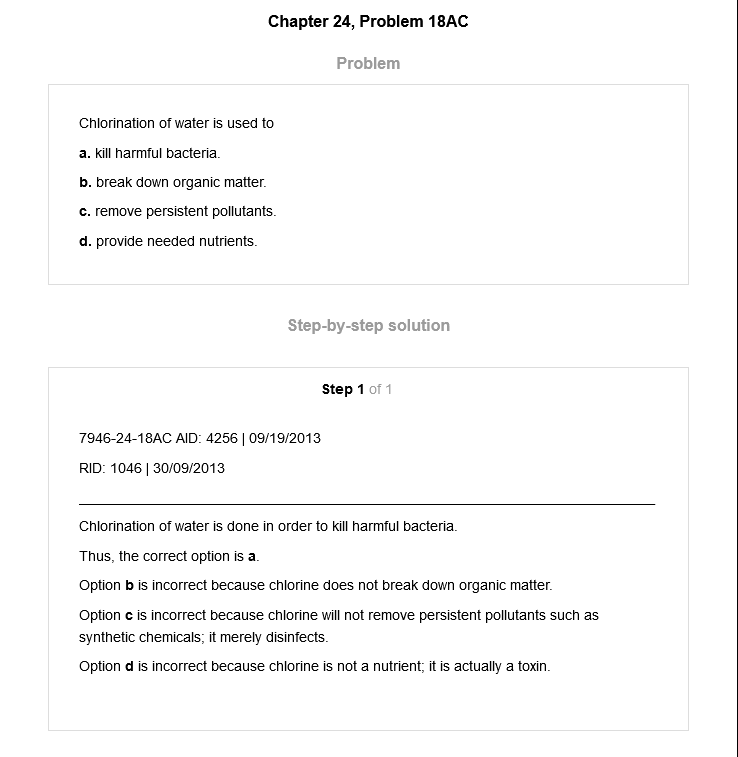 Chapter 24, Problem 18AC
Problem
Chlorination of water is used to
a. kill harmful bacteria.
b. break down organic matter.
c. remove persistent pollutants.
d. provide needed nutrients.
Step-by-step solution
Step 1 of 1
7946-24-18AC AID: 4256 | 09/19/2013
RID: 1046 | 30/09/2013
Chlorination of water is done in order to kill harmful bacteria.
Thus, the correct option is a.
Option b is incorrect because chlorine does not break down organic matter.
Option c is incorrect because chlorine will not remove persistent pollutants such as
synthetic chemicals; it merely disinfects.
Option d is incorrect because chlorine is not a nutrient; it is actually a toxin.